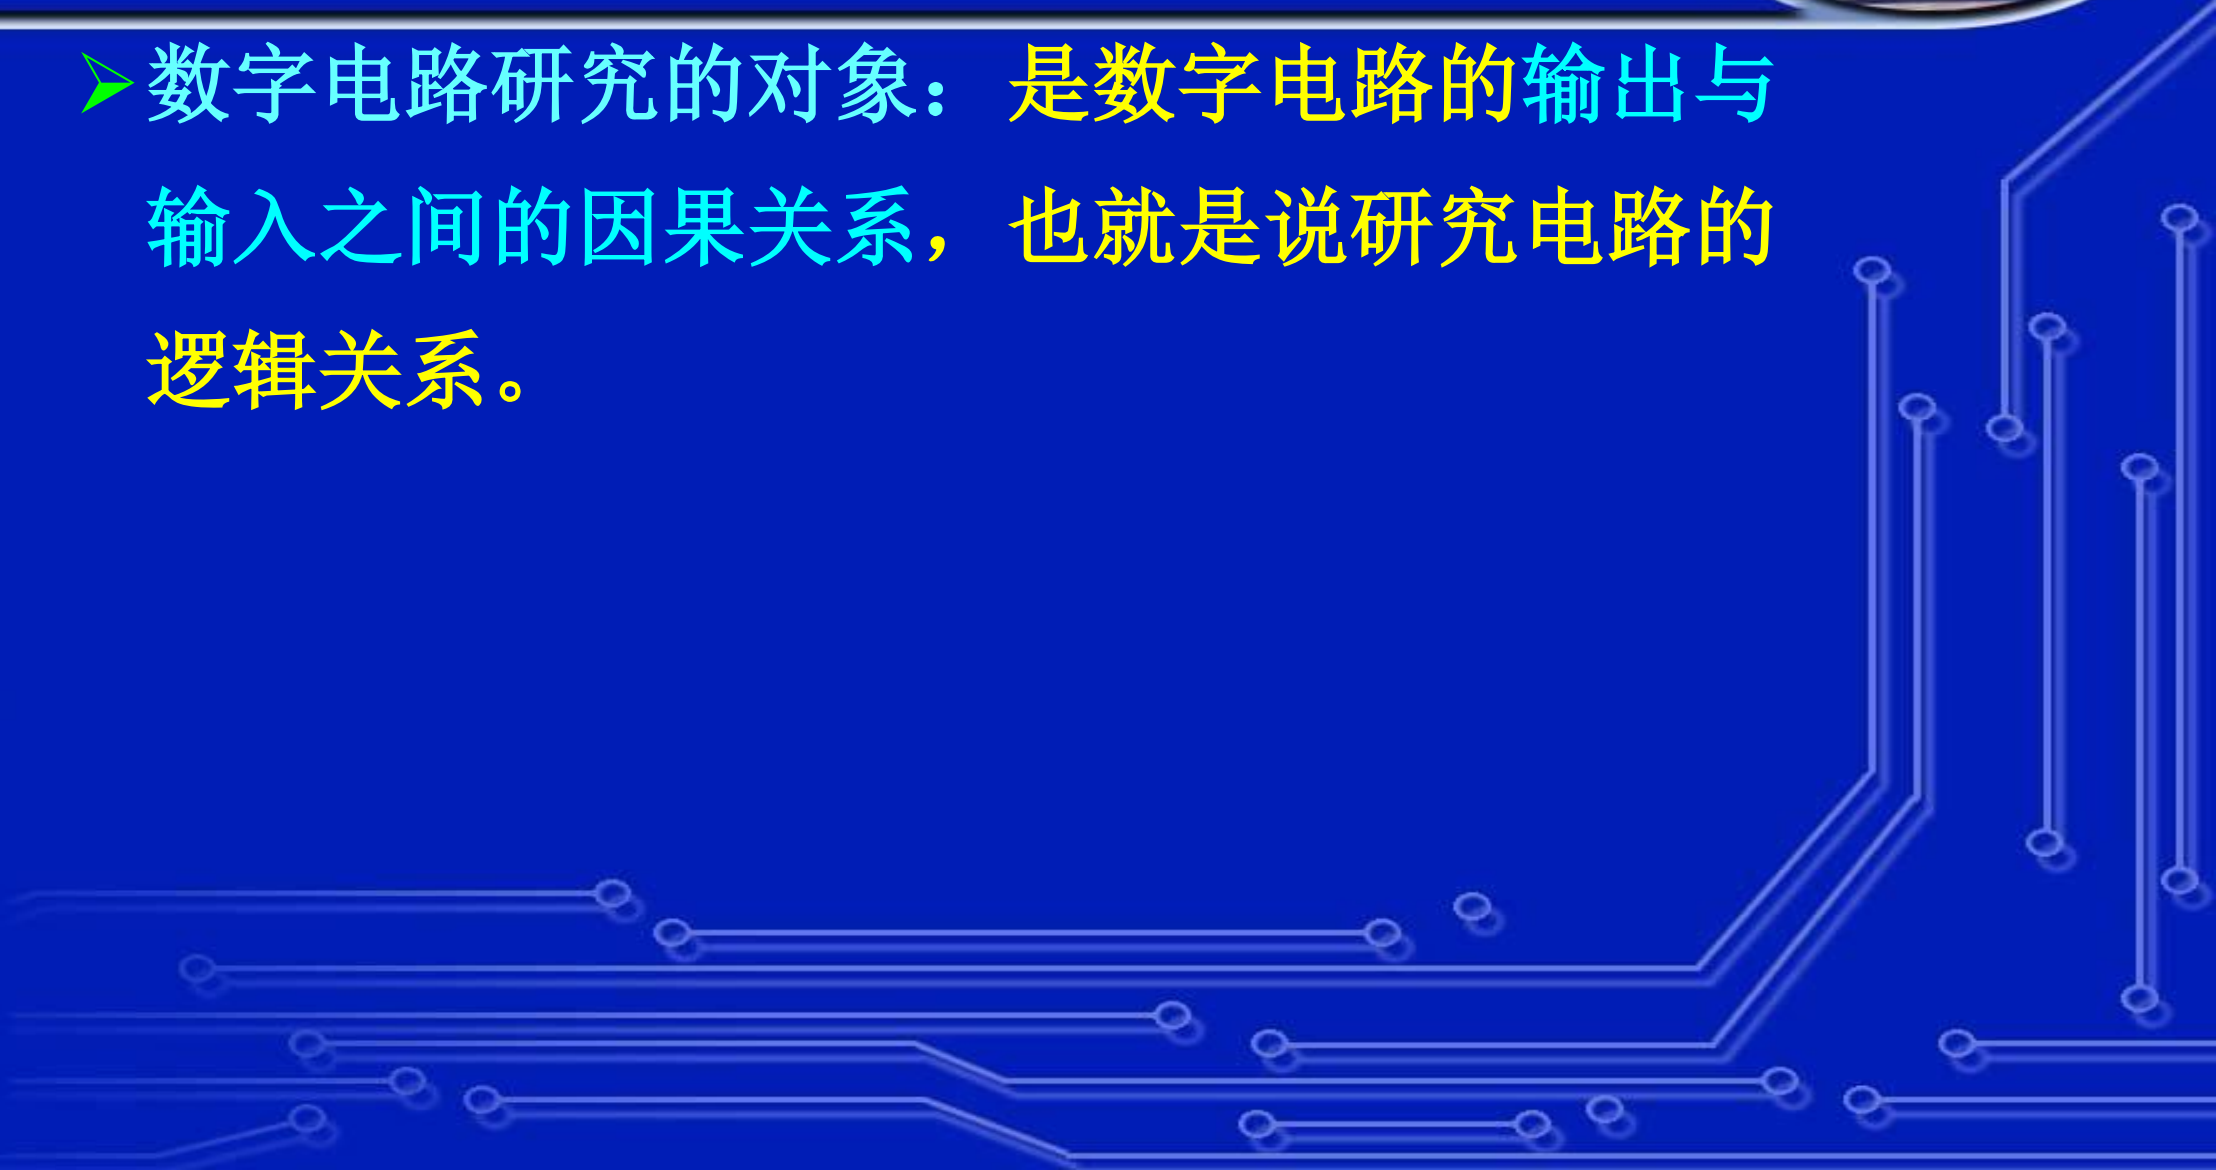 数字电路研究的对象：是数字电路的输出与
输入之间的因果关系，也就是说研究电路的
逻辑关系。